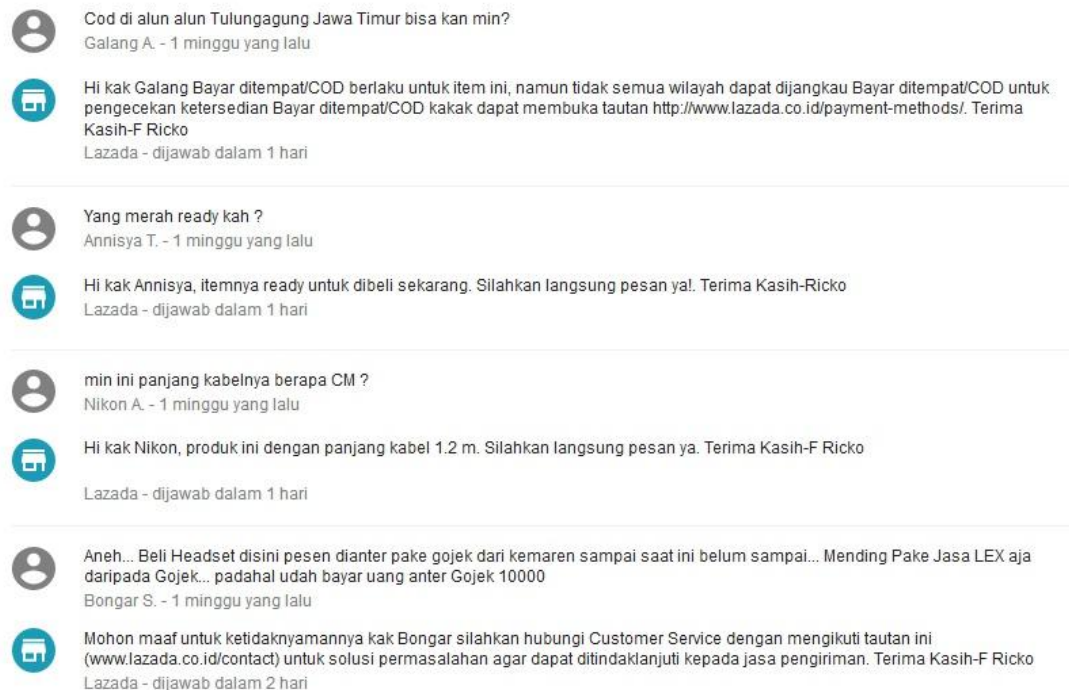 Cod di alun alun Tulungagung Jawa Timur bisa kan min?
Galang A. - 1 minggu yang lalu
Hi kak Galang Bayar ditempat/COD berlaku untuk item ini, namun tidak semua wilayah dapat dijangkau Bayar ditempat/COD untuk
pengecekan ketersedian Bayar ditempat/COD kakak dapat membuka tautan http://www.lazada.co.id/payment-methods/. Terima
Kasih-F Ricko
Lazada - dijawab dalam 1 hari
Yang merah ready kah ?
Annisya T. - 1 minggu yang lalu
Hi kak Annisya, itemnya ready untuk dibeli sekarang. Silahkan langsung pesan ya!. Terima Kasih-Ricko
Lazada - dijawab dalam 1 hari
min ini panjang kabelnya berapa CM ?
Nikon A. - 1 minggu yang lalu
Hi kak Nikon, produk ini dengan panjang kabel 1.2 m. Silahkan langsung pesan ya. Terima Kasih-F Ricko
Lazada - dijawab dalam 1 hari
Aneh... Beli Headset disini pesen dianter pake gojek dari kemaren sampai saat ini belum sampai... Mending Pake Jasa LEX aja
daripada Gojek... padahal udah bayar uang anter Gojek 10000
Bongar S. - 1 minggu yang lalu
Mohon maaf untuk ketidaknyamannya kak Bongar silahkan hubungi Customer Service dengan mengikuti tautan ini
(www.lazada.co.id/contact) untuk solusi permasalahan agar dapat ditindaklanjuti kepada jasa pengiriman. Terima Kasih-F Ricko
Lazada - dijawab dalam 2 hari